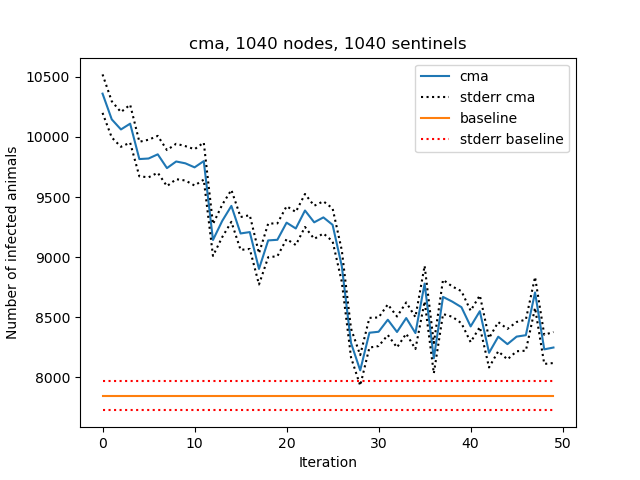 cma, 1040 nodes, 1040 sentinels
cma
stderr cma
baseline
stderr baseline
Number of infected animals
10500
10000
9500
9000
8500
8000
0 10 20 30 40 50
Iteration